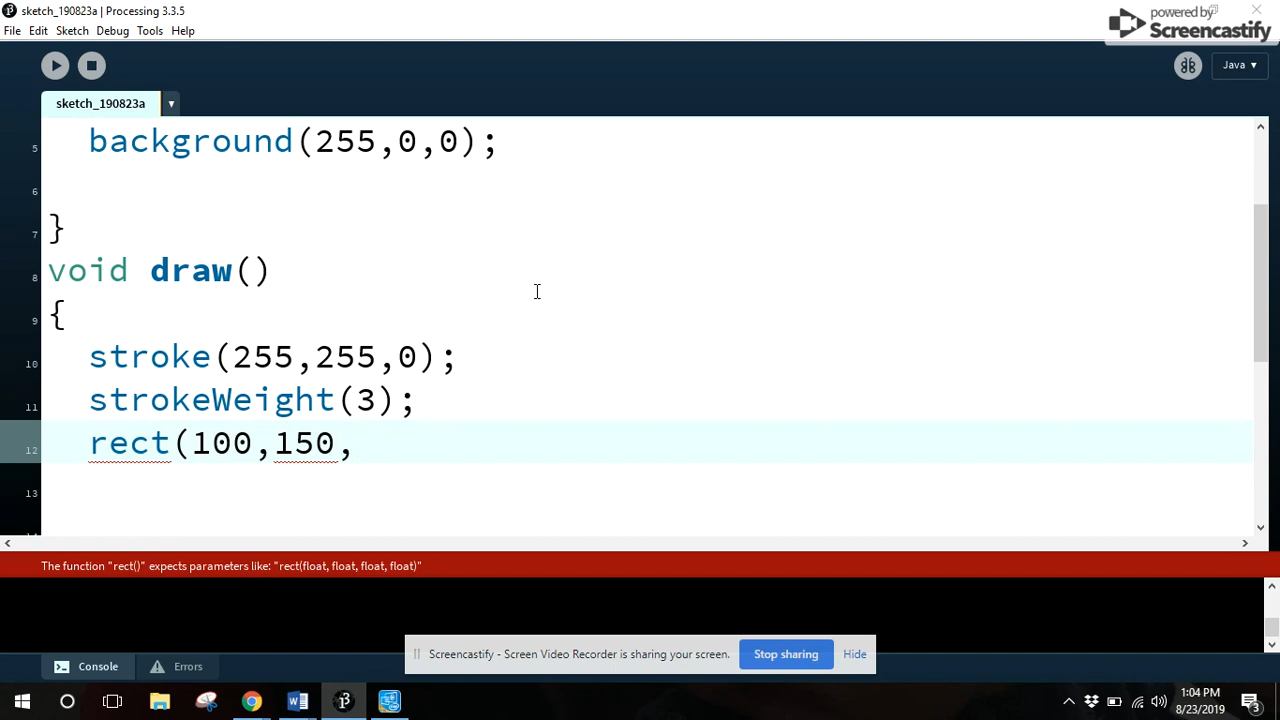 sketch_190823a | Processing 3.3.5
powered by
Screencastify
File Edit Sketch Debug Tools Help
Java ▾
sketch_190823a ▾
5 background(255,0,0);
6
7 }
8 void draw()
9 {
10 stroke(255,255,0);
11 strokeWeight(3);
12 rect(100,150,
13
The function "rect()" expects parameters like: "rect(float, float, float, float)"
Screencastify - Screen Video Recorder is sharing your screen. Stop sharing Hide
Console Errors
1:04 PM
8/23/2019
3